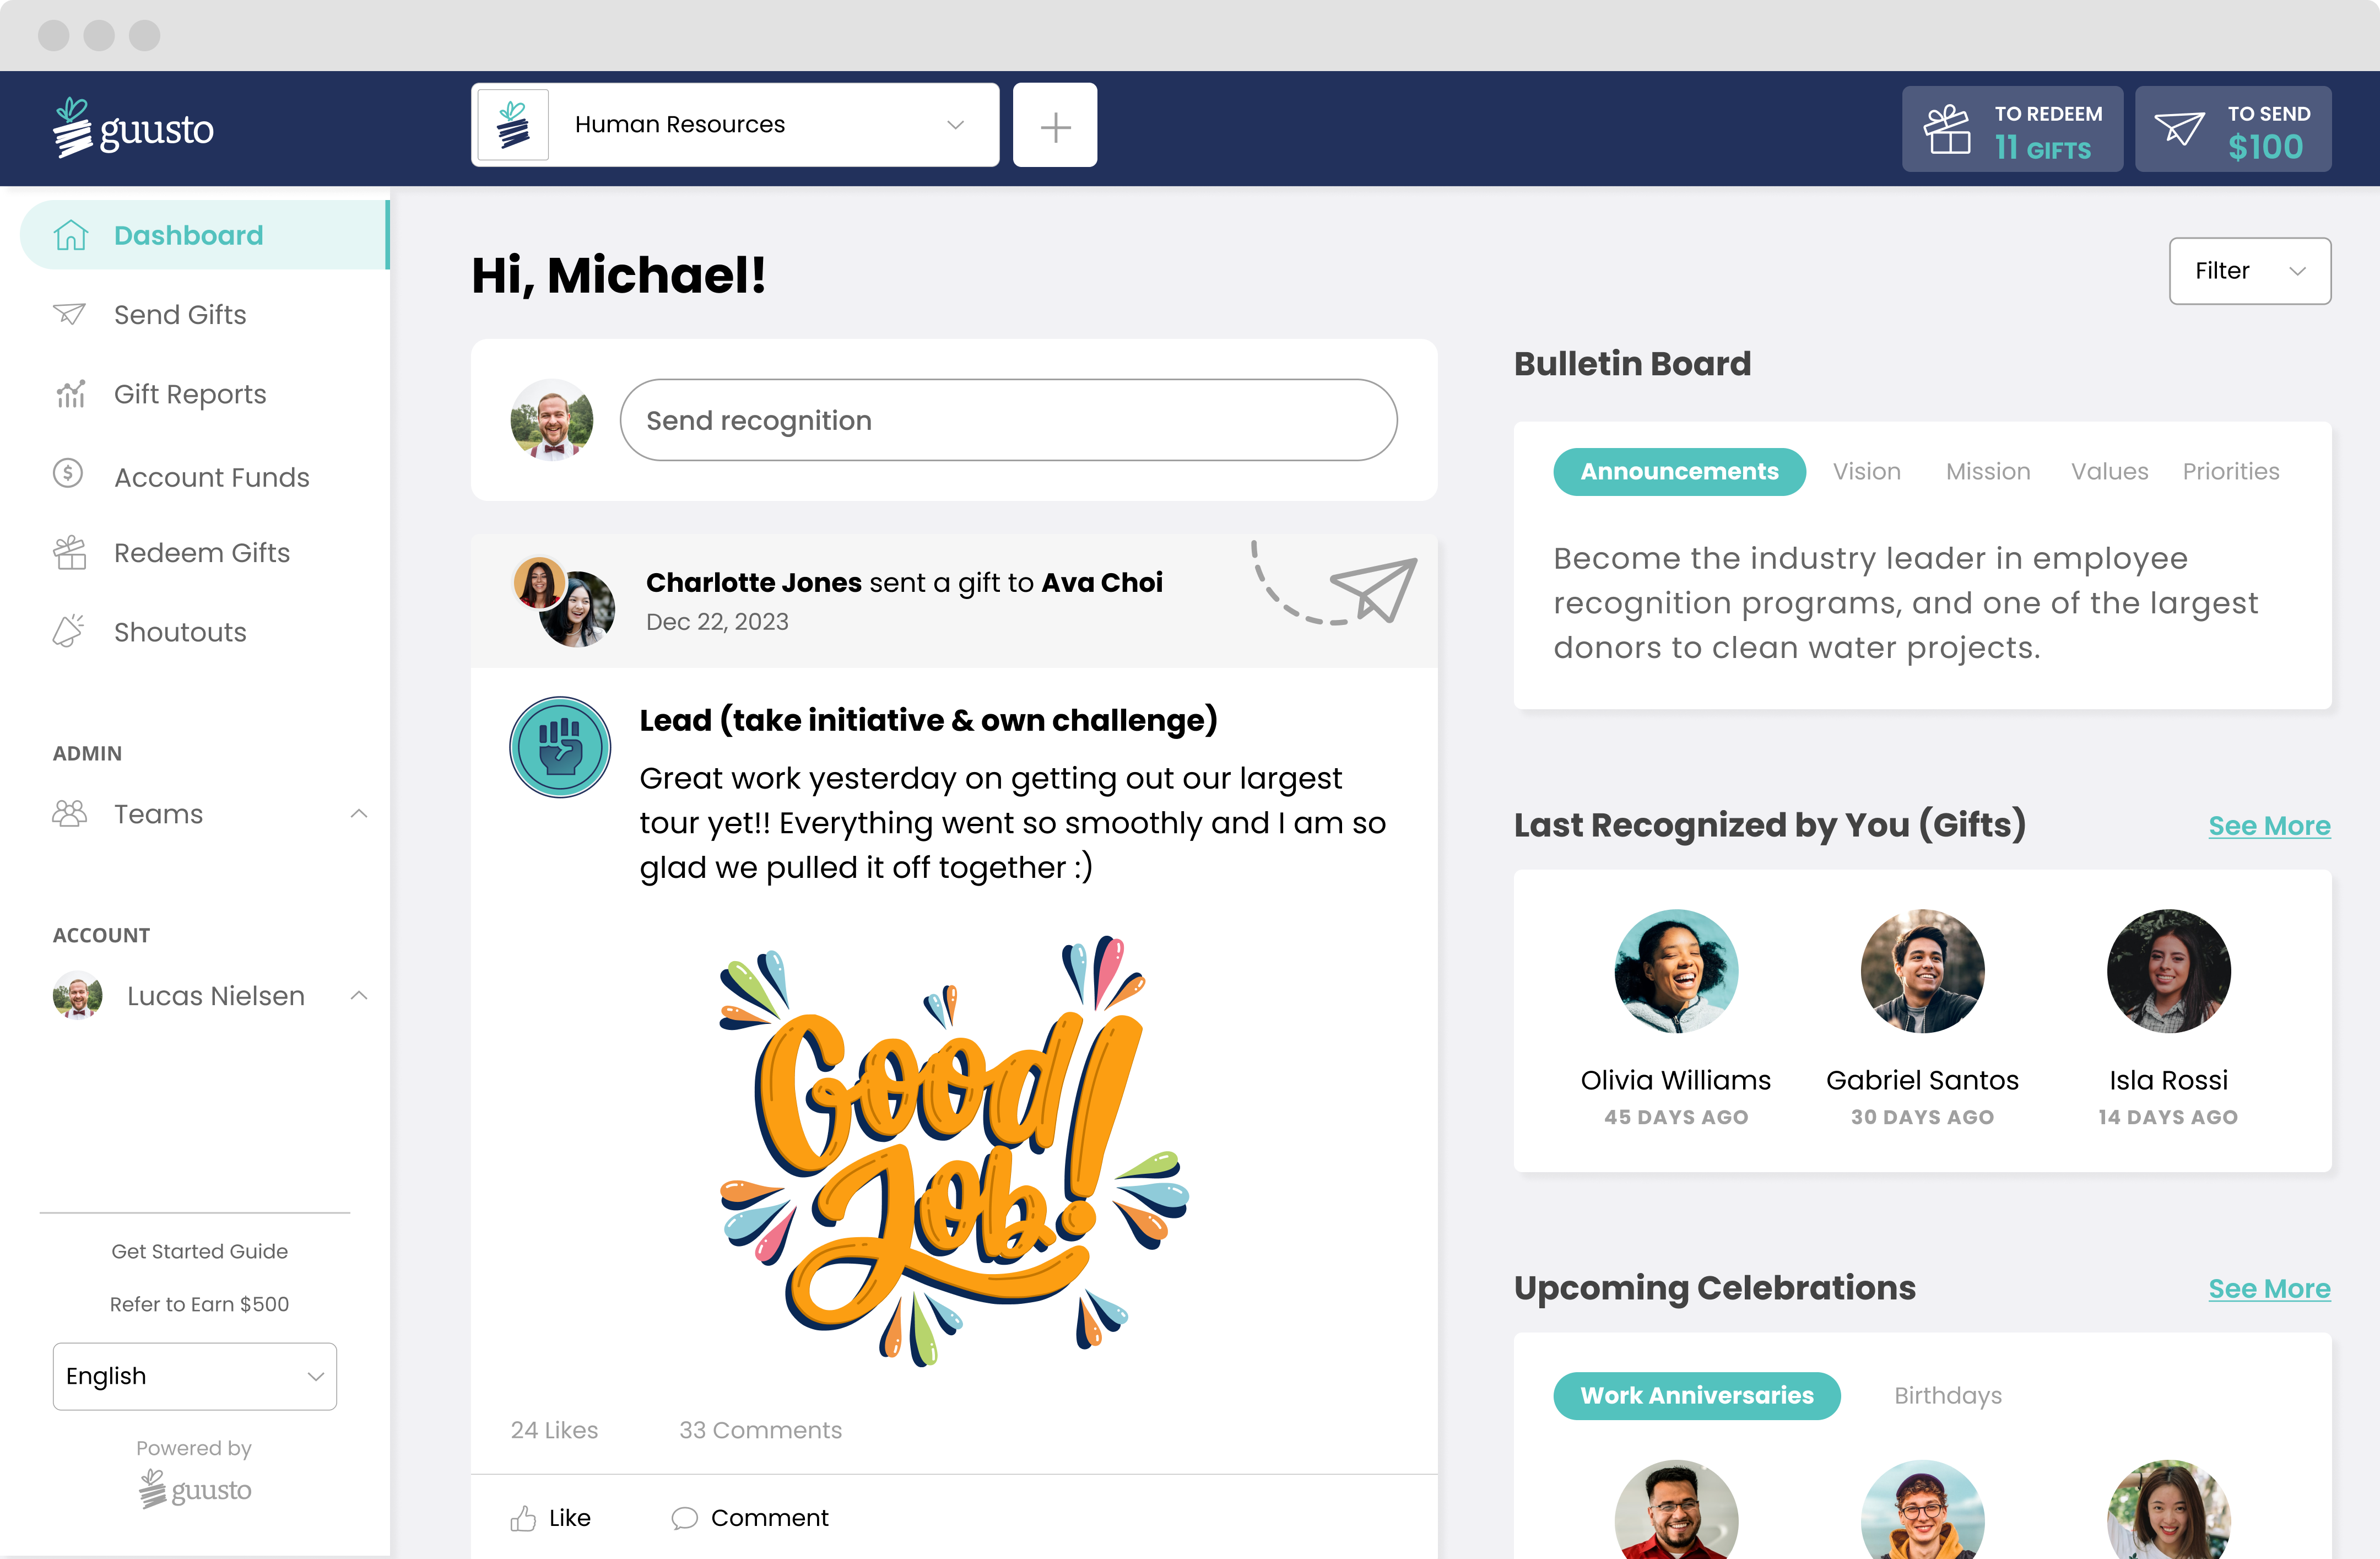 guusto
Human Resources
TO REDEEM
11 GIFTS
TO SEND
$100
Dashboard
Send Gifts
Gift Reports
Account Funds
Redeem Gifts
Shoutouts
ADMIN
Teams
ACCOUNT
Lucas Nielsen
Get Started Guide
Refer to Earn $500
English
Powered by
guusto
Hi, Michael!
Filter
Send recognition
Charlotte Jones sent a gift to Ava Choi
Dec 22, 2023
Lead (take initiative & own challenge)
Great work yesterday on getting out our largest
tour yet!! Everything went so smoothly and I am so
glad we pulled it off together :)
Good
Job!
24 Likes
33 Comments
Like
Comment
Bulletin Board
Announcements
Vision
Mission
Values
Priorities
Become the industry leader in employee
recognition programs, and one of the largest
donors to clean water projects.
Last Recognized by You (Gifts)
See More
Olivia Williams
45 DAYS AGO
Gabriel Santos
30 DAYS AGO
Isla Rossi
14 DAYS AGO
Upcoming Celebrations
See More
Work Anniversaries
Birthdays